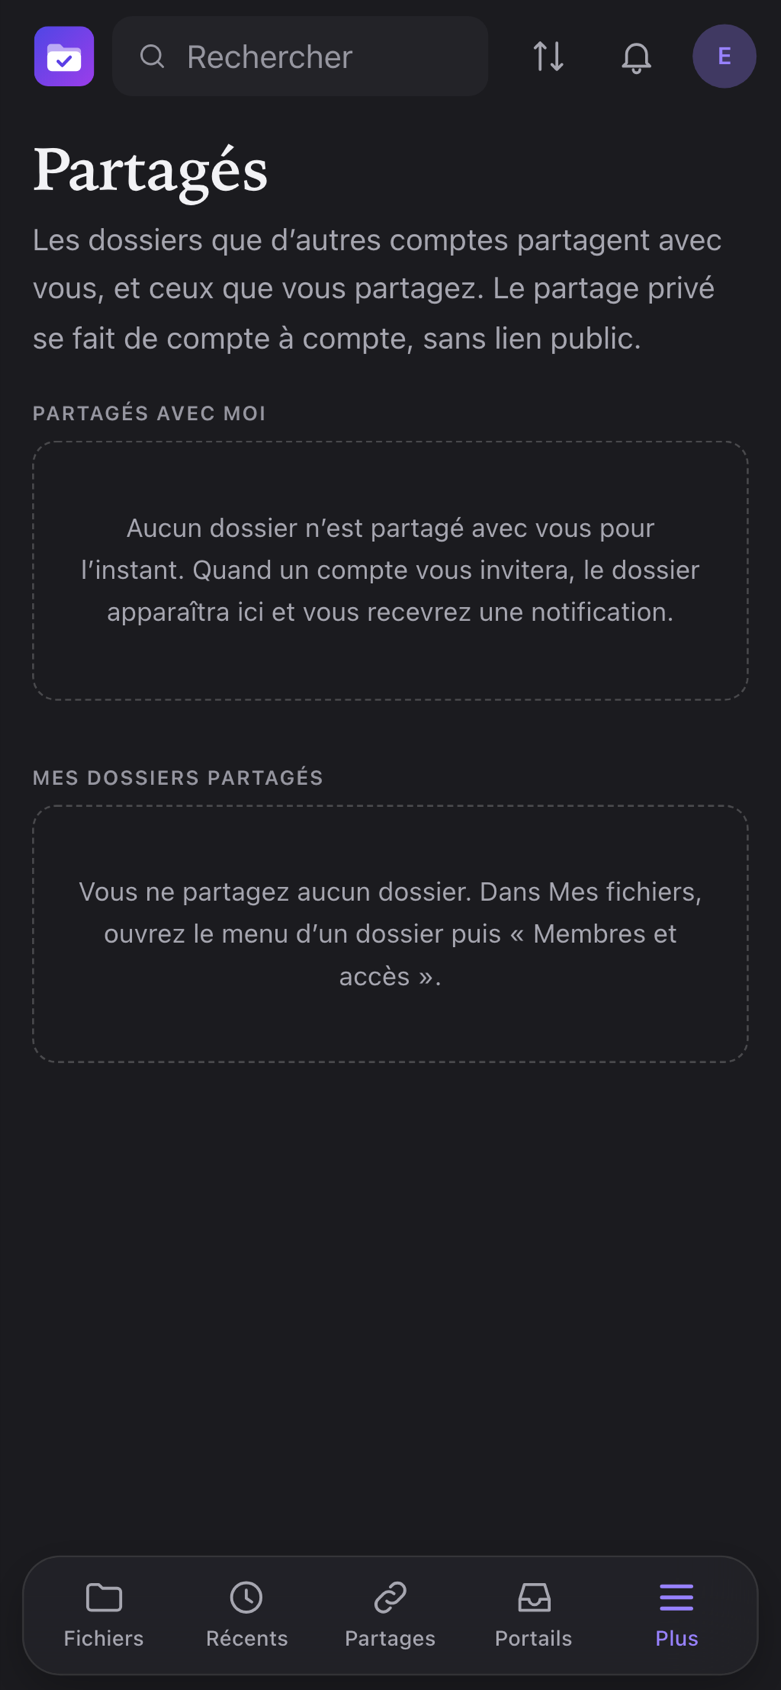 Rechercher
E
Partagés
Les dossiers que d’autres comptes partagent avec
vous, et ceux que vous partagez. Le partage privé
se fait de compte à compte, sans lien public.
PARTAGÉS AVEC MOI
Aucun dossier n’est partagé avec vous pour
l’instant. Quand un compte vous invitera, le dossier
apparaîtra ici et vous recevrez une notification.
MES DOSSIERS PARTAGÉS
Vous ne partagez aucun dossier. Dans Mes fichiers,
ouvrez le menu d’un dossier puis « Membres et
accès ».
Fichiers
Récents
Partages
Portails
Plus